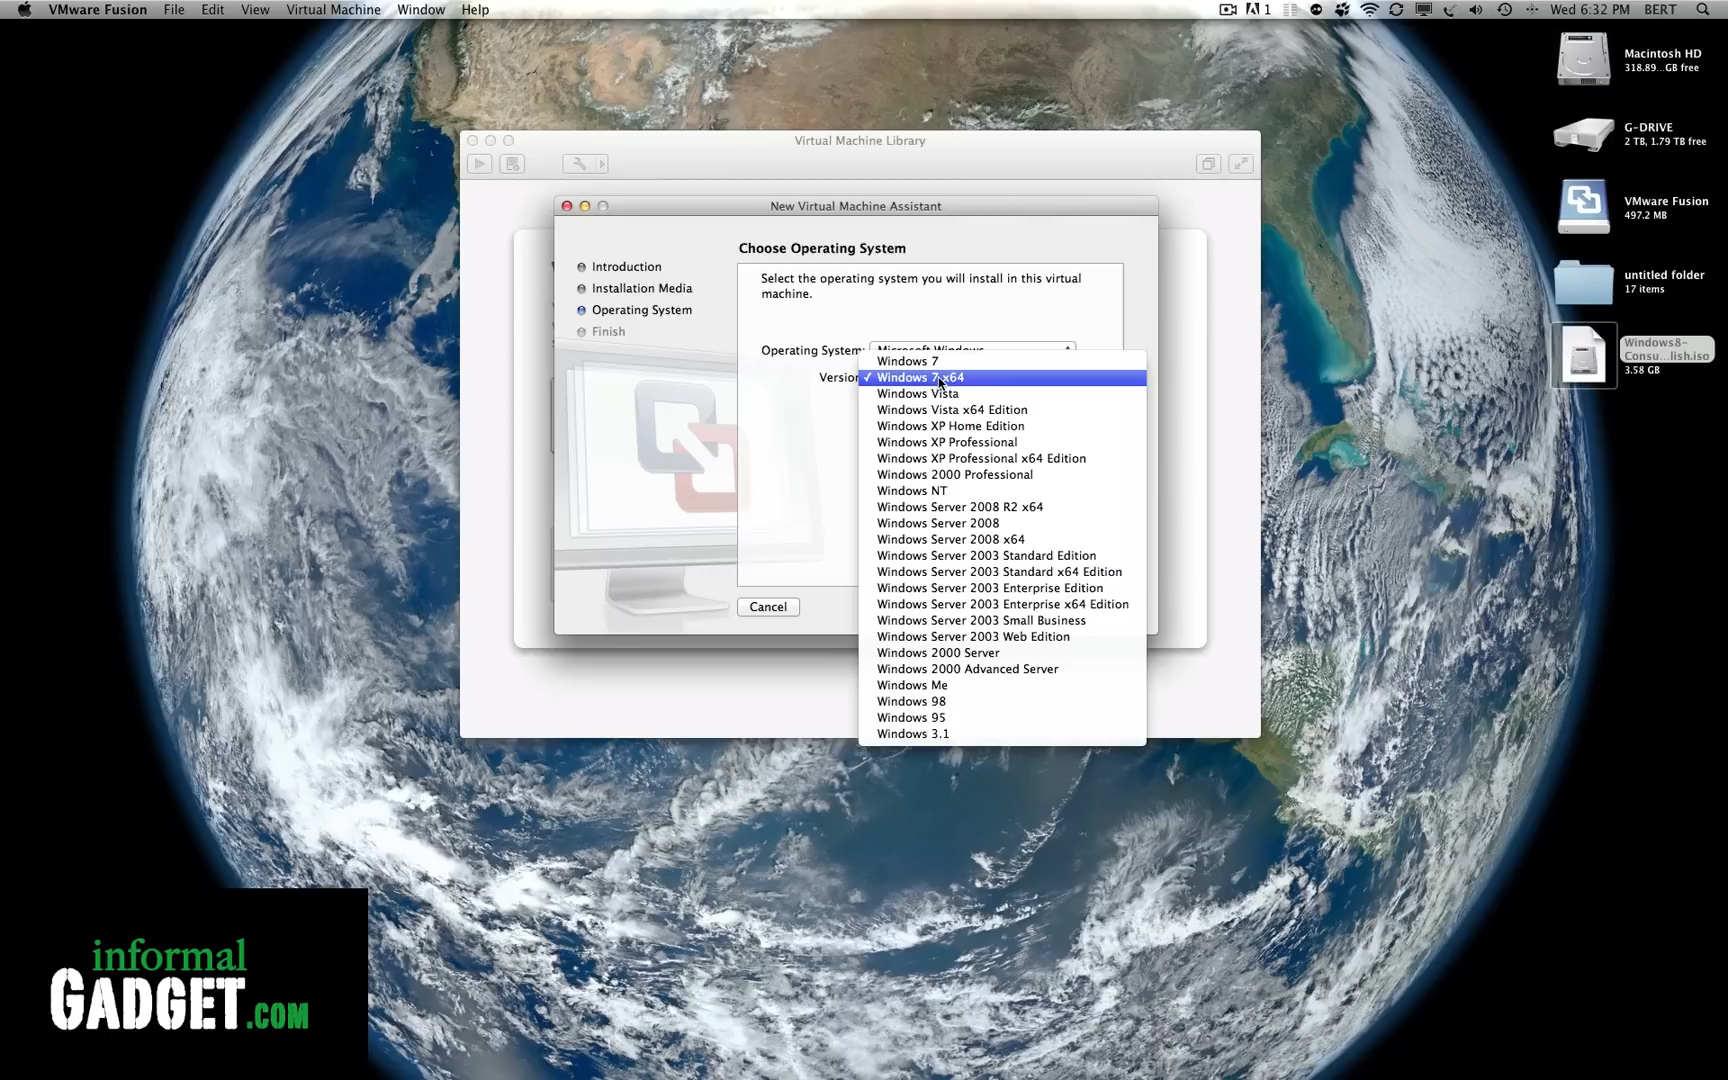 VMware Fusion File Edit View Virtual Machine Window Help 1 Wed 6:32 PM BERT
Macintosh HD
318.89...GB free
G-DRIVE
2 TB, 1.79 TB free
VMware Fusion
497.2 MB
untitled folder
17 items
Windows8-
Consu...lish.iso
3.58 GB
Virtual Machine Library
New Virtual Machine Assistant
Introduction
Installation Media
Operating System
Finish
Choose Operating System
Select the operating system you will install in this virtual
machine.
Operating System: Microsoft Windows
Version
Windows 7
✓ Windows 7 x64
Windows Vista
Windows Vista x64 Edition
Windows XP Home Edition
Windows XP Professional
Windows XP Professional x64 Edition
Windows 2000 Professional
Windows NT
Windows Server 2008 R2 x64
Windows Server 2008
Windows Server 2008 x64
Windows Server 2003 Standard Edition
Windows Server 2003 Standard x64 Edition
Windows Server 2003 Enterprise Edition
Windows Server 2003 Enterprise x64 Edition
Windows Server 2003 Small Business
Windows Server 2003 Web Edition
Windows 2000 Server
Windows 2000 Advanced Server
Windows Me
Windows 98
Windows 95
Windows 3.1
Cancel
informal
GADGET.COM